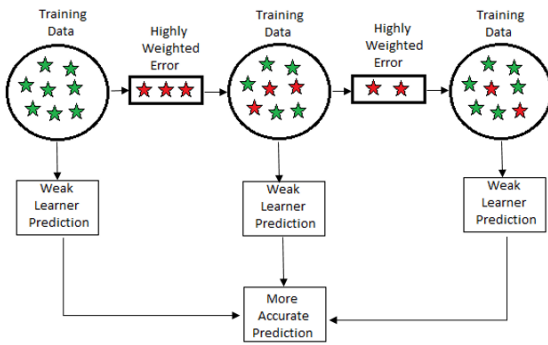 Training
Data
Highly
Weighted
Error
Training
Data
Highly
Weighted
Error
Training
Data
Weak
Learner
Prediction
Weak
Learner
Prediction
Weak
Learner
Prediction
More
Accurate
Prediction